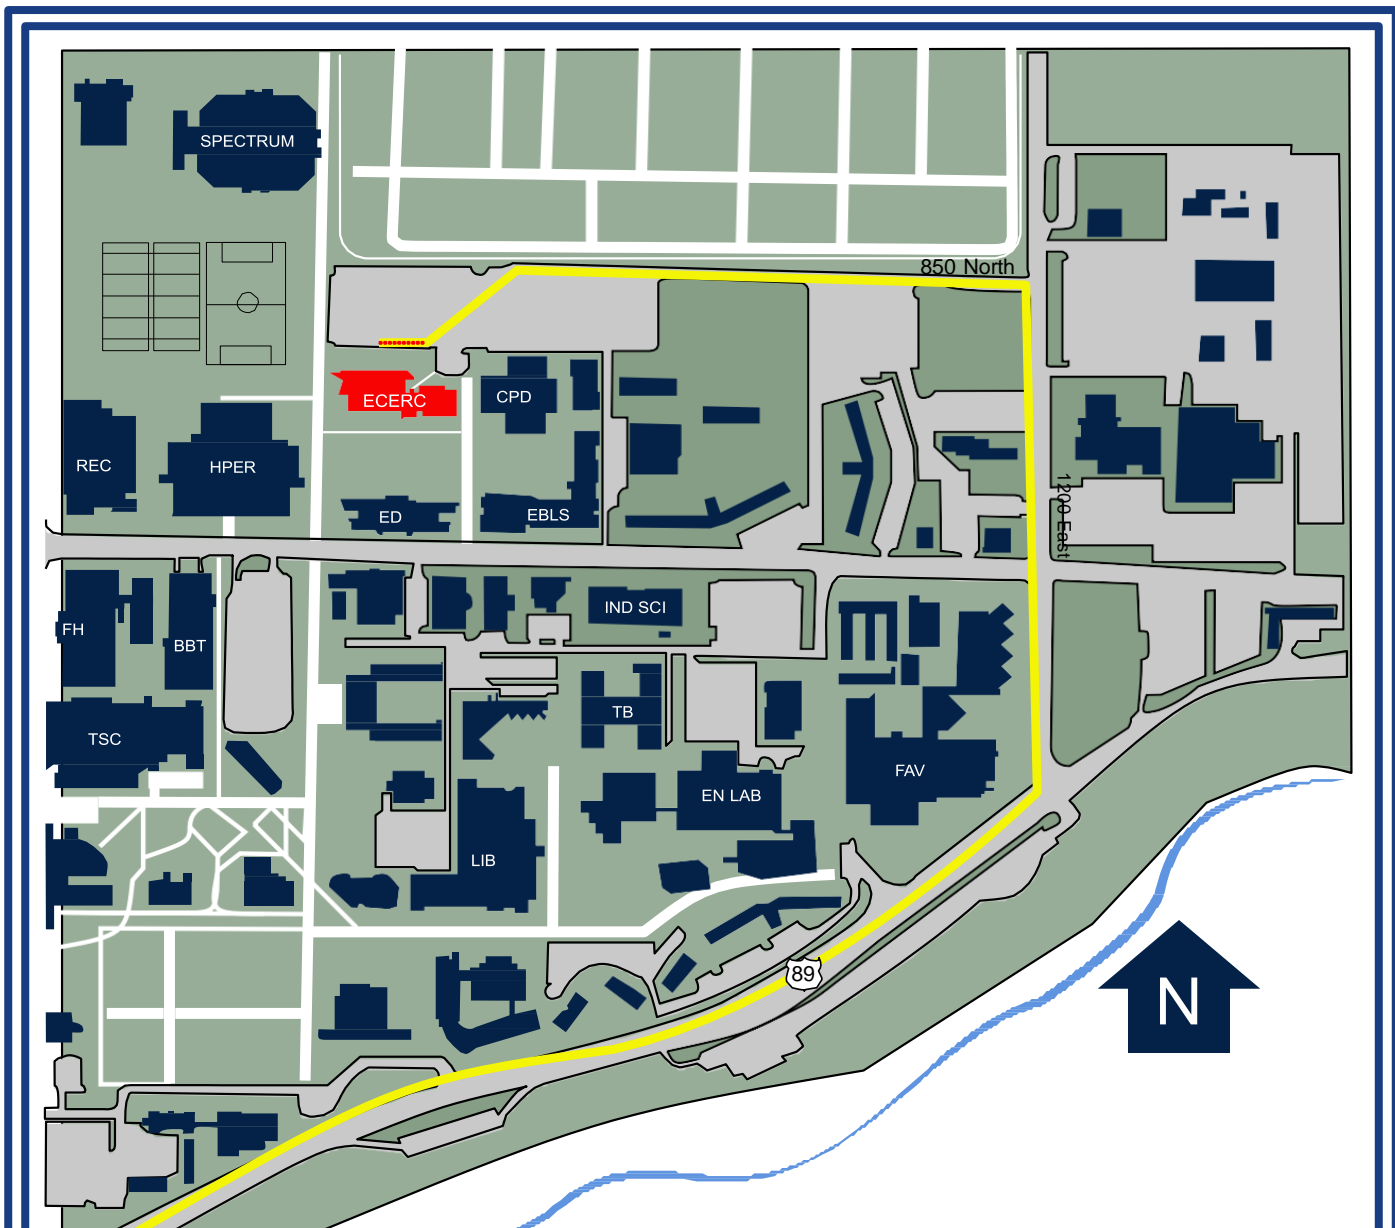 SPECTRUM
850 North
ECERC
CPD
REC
HPER
1200 East
ED
EBLS
IND SCI
FH
BBT
TB
TSC
FAV
EN LAB
LIB
89
N